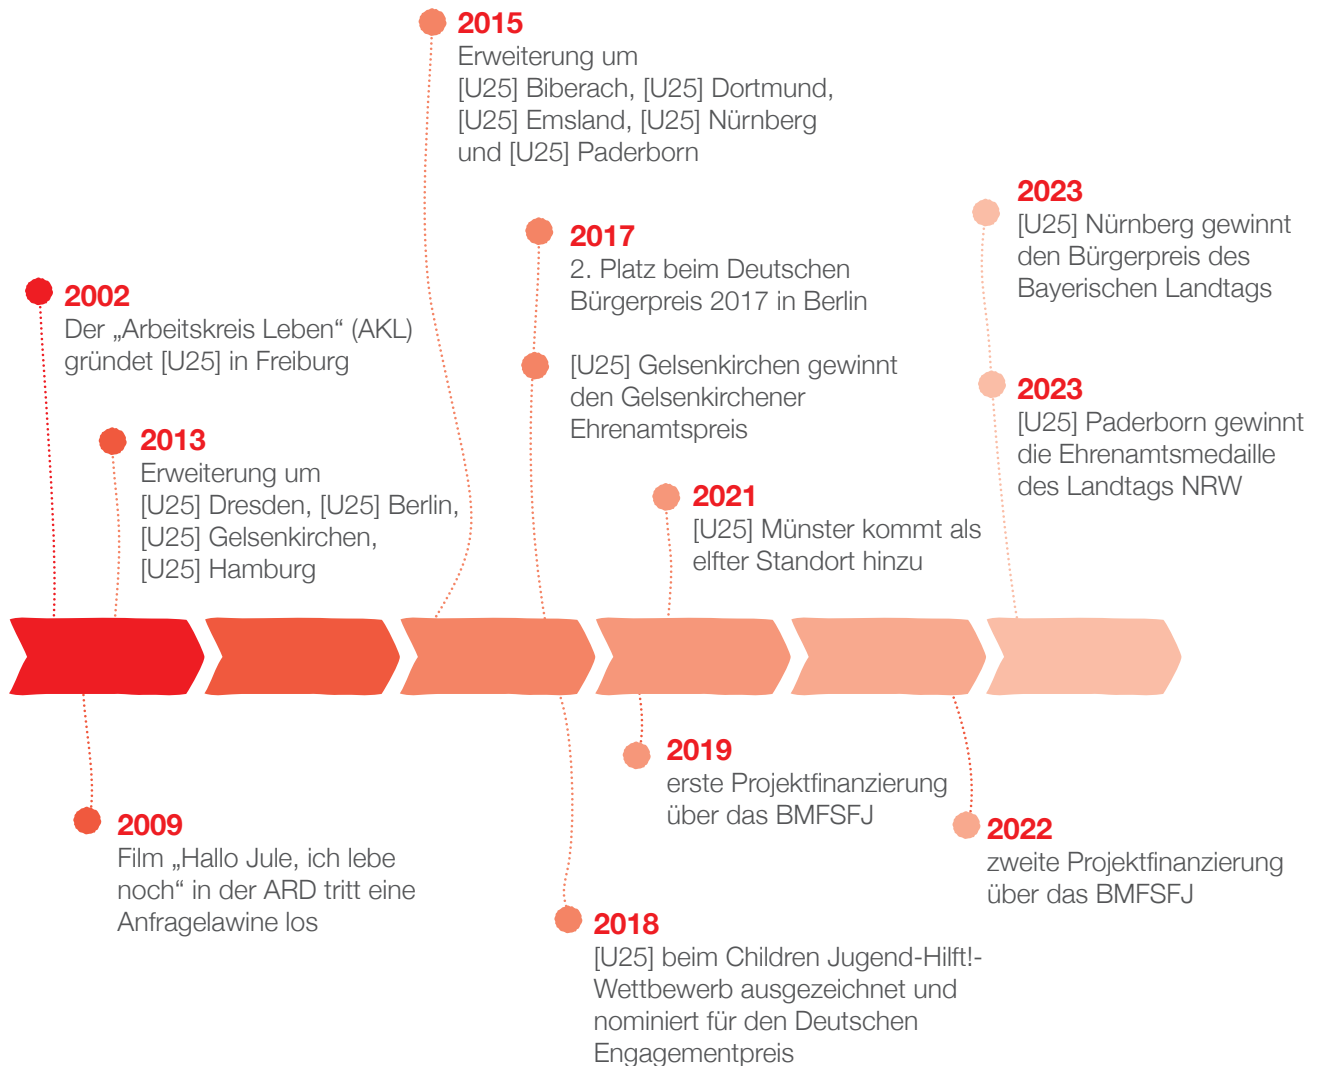 2015
Erweiterung um
[U25] Biberach, [U25] Dortmund,
[U25] Emsland, [U25] Nürnberg
und [U25] Paderborn
2023
[U25] Nürnberg gewinnt
den Bürgerpreis des
Bayerischen Landtags
2017
2. Platz beim Deutschen
Bürgerpreis 2017 in Berlin
2002
Der „Arbeitskreis Leben“ (AKL)
gründet [U25] in Freiburg
[U25] Gelsenkirchen gewinnt
den Gelsenkirchener
Ehrenamtspreis
2023
[U25] Paderborn gewinnt
die Ehrenamtsmedaille
des Landtags NRW
2013
Erweiterung um
[U25] Dresden, [U25] Berlin,
[U25] Gelsenkirchen,
[U25] Hamburg
2021
[U25] Münster kommt als
elfter Standort hinzu
2019
erste Projektfinanzierung
über das BMFSFJ
2009
Film „Hallo Jule, ich lebe
noch“ in der ARD tritt eine
Anfragelawine los
2022
zweite Projektfinanzierung
über das BMFSFJ
2018
[U25] beim Children Jugend-Hilft!-
Wettbewerb ausgezeichnet und
nominiert für den Deutschen
Engagementpreis